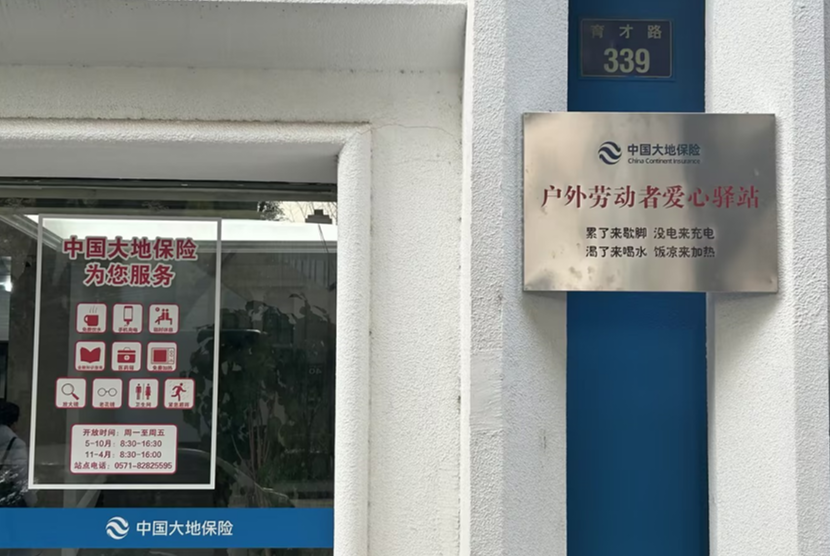 中国大地保险
为您服务
卫生间
开放时间：周一至周五
5-10月：8:30-16:30
11-4月：8:30-16:00
站点电话：0571-82825595
中国大地保险
育才路
339
中国大地保险
China Continent Insurance
户外劳动者爱心驿站
累了来歇脚 没电来充电
渴了来喝水 饭凉来加热